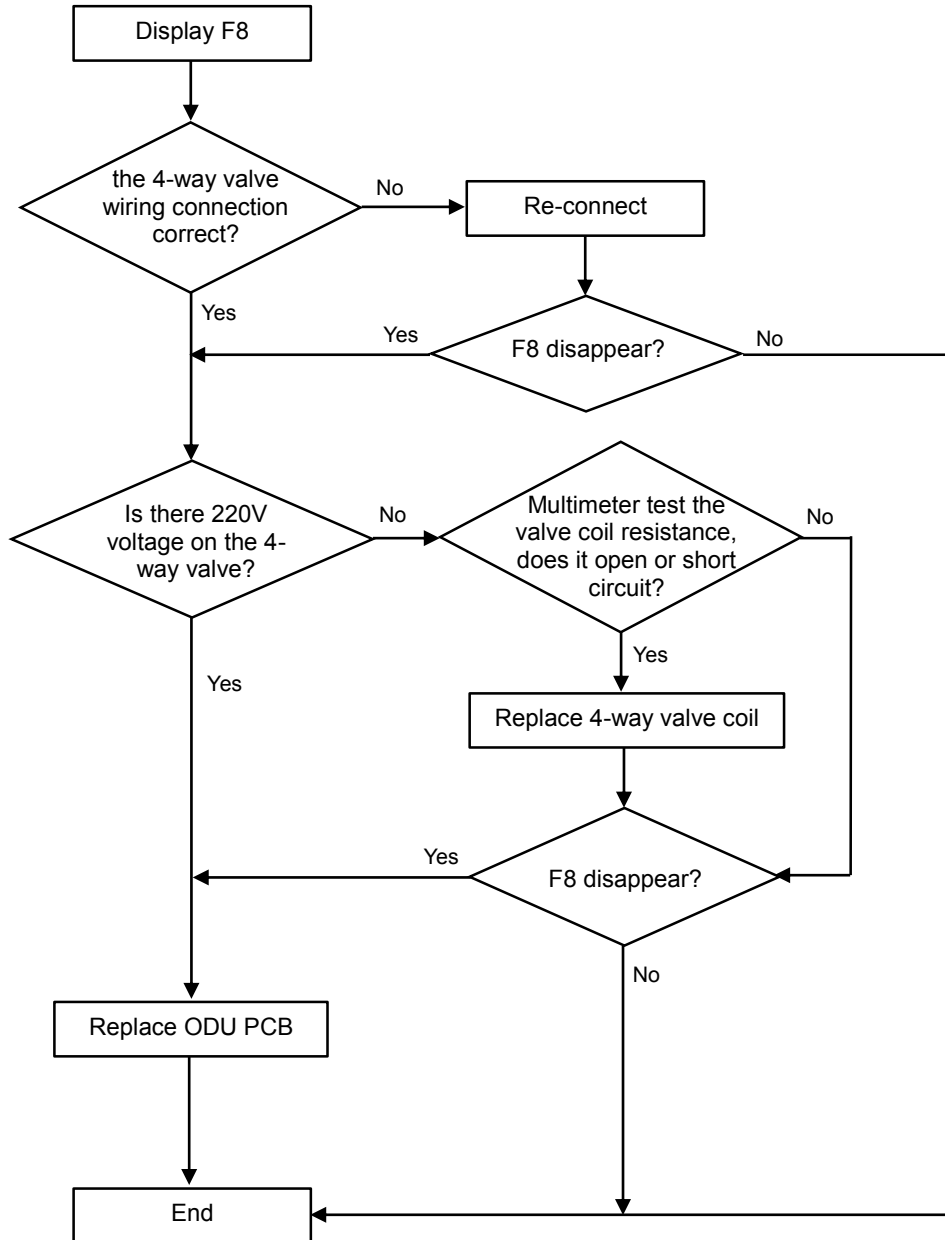 Display F8
the 4-way valve
wiring connection
correct?
No
Re-connect
Yes
Yes
F8 disappear?
No
Is there 220V
voltage on the 4-
way valve?
No
Multimeter test the
valve coil resistance,
does it open or short
circuit?
No
Yes
Yes
Replace 4-way valve coil
Yes
F8 disappear?
No
Replace ODU PCB
End